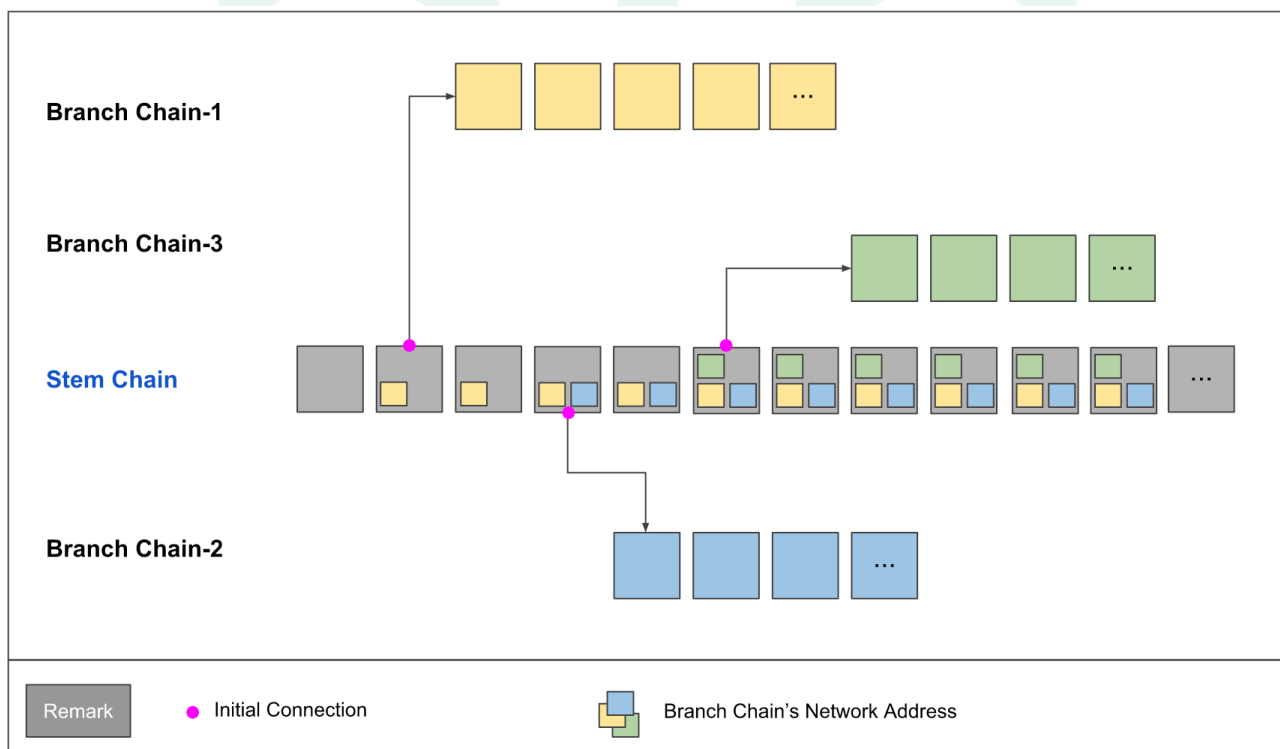 Branch Chain-1
...
Branch Chain-3
...
Stem Chain
...
Branch Chain-2
...
Remark
Initial Connection
Branch Chain's Network Address